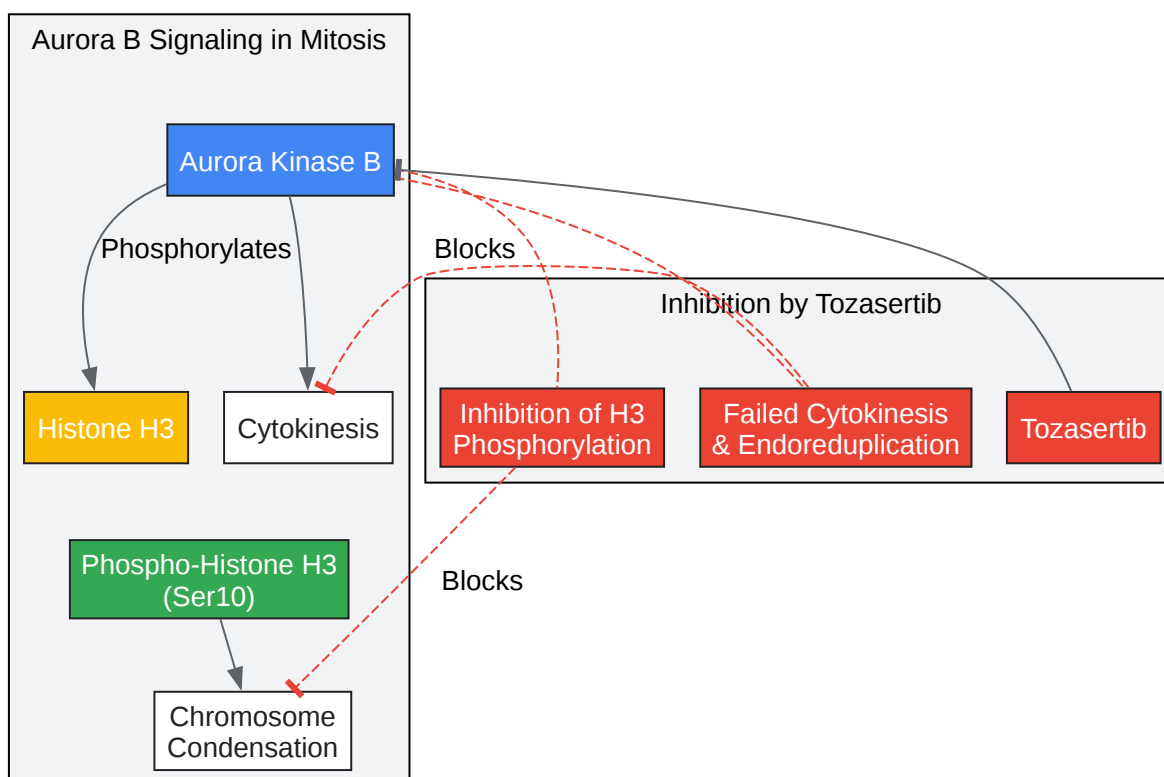 Aurora B Signaling in Mitosis
Aurora Kinase B
Phosphorylates
Blocks
Inhibition by Tozasertib
Histone H3
Cytokinesis
Inhibition of H3
Phosphorylation
Failed Cytokinesis
& Endoreduplication
Tozasertib
Phospho-Histone H3
(Ser10)
Blocks
Chromosome
Condensation